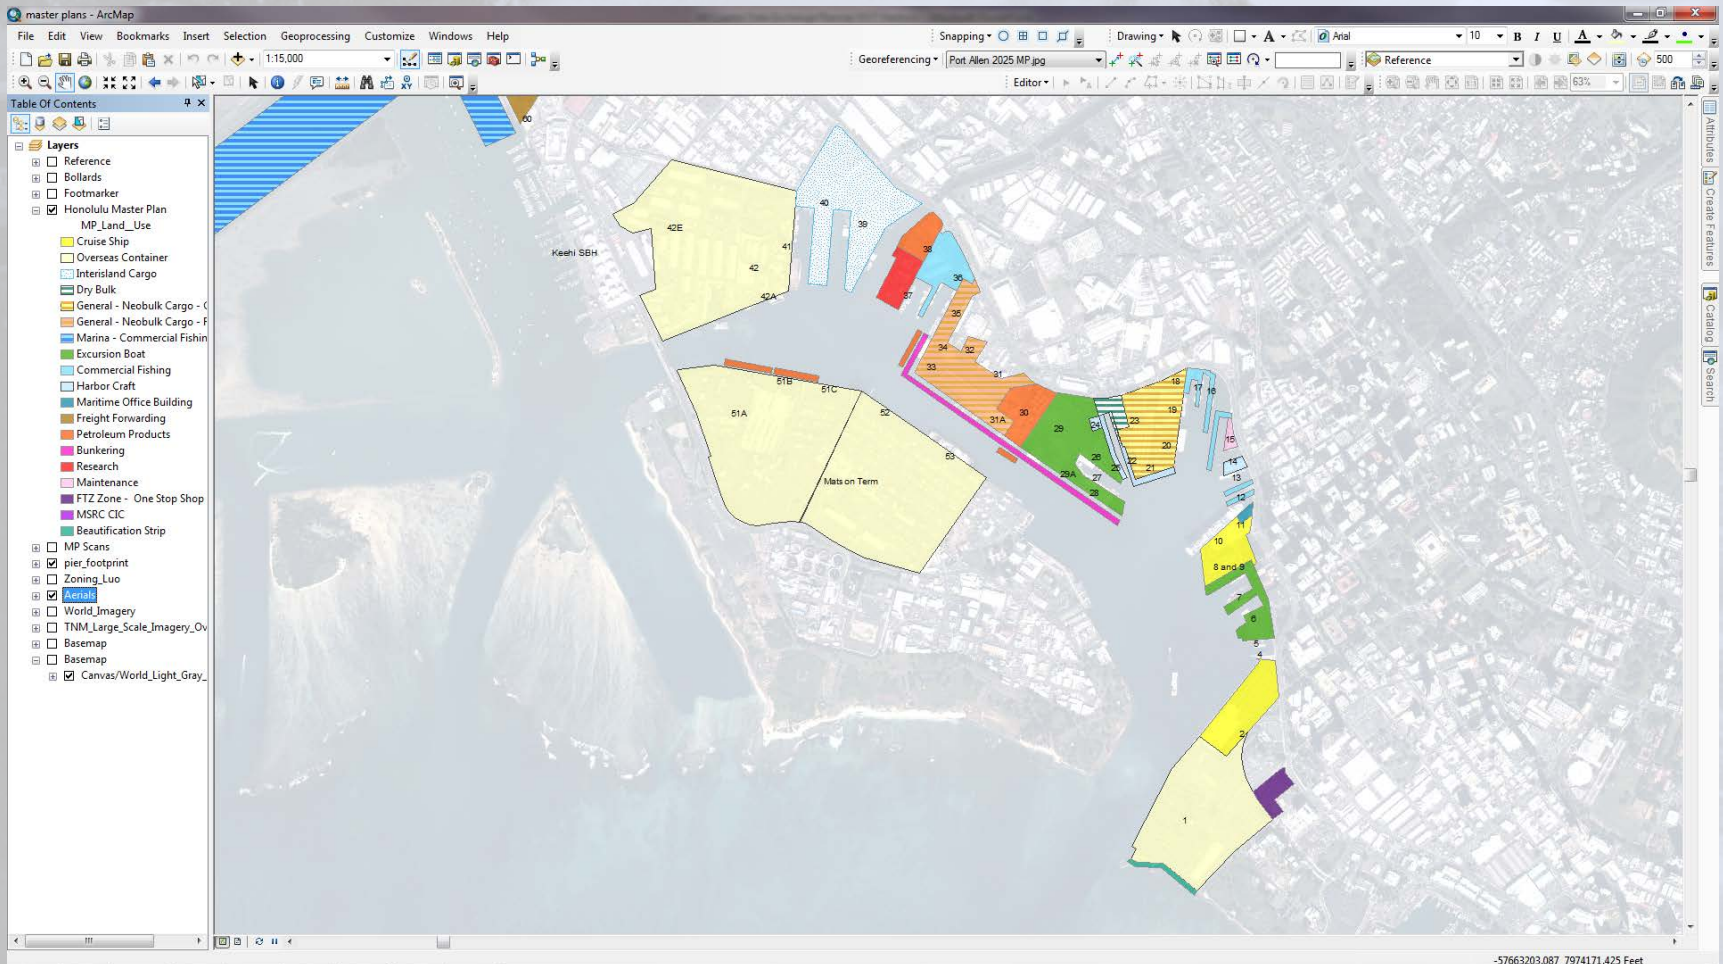 master plans - ArcMap
File Edit View Bookmarks Insert Selection Geoprocessing Customize Windows Help
Snapping Drawing Arial 10 B I U A
1:15,000
Georeferencing Port Allen 2025 MP.jpg Reference 500
Editor 63%
Table Of Contents
Layers
Reference
Bollards
Footmarker
Honolulu Master Plan
MP_Land__Use
Cruise Ship
Overseas Container
Interisland Cargo
Dry Bulk
General - Neobulk Cargo -
General - Neobulk Cargo - F
Marina - Commercial Fishin
Excursion Boat
Commercial Fishing
Harbor Craft
Maritime Office Building
Freight Forwarding
Petroleum Products
Bunkering
Research
Maintenance
FTZ Zone - One Stop Shop
MSRC CIC
Beautification Strip
MP Scans
pier_footprint
Zoning_Luo
Aerials
World_Imagery
TNM_Large_Scale_Imagery_Ov
Basemap
Basemap
Canvas/World_Light_Gray_
60
40
39
42E
41
42
42A
Keehi SBH
38
36
37
35
34
32
33
31
51B
51C
51A
52
53
Matson Term
31A
30
29
29A
26
27
28
24
25
23
22
21
20
19
18
17
16
15
14
13
12
11
10
8 and 9
7
6
5
4
2
1
Attributes
Create Features
Catalog
Search
-57663203.087 7974171.425 Feet